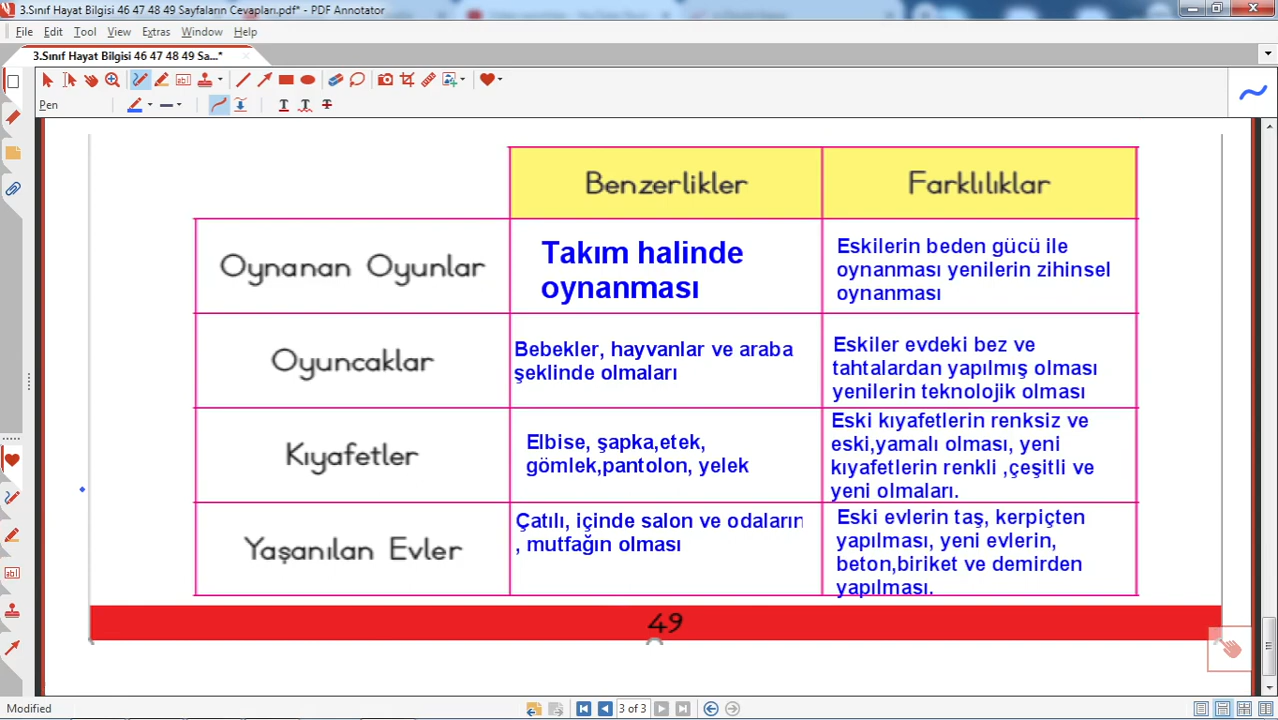 3.Sınıf Hayat Bilgisi 46 47 48 49 Sayfaların Cevapları.pdf* - PDF Annotator
File Edit Tool View Extras Window Help
3.Sınıf Hayat Bilgisi 46 47 48 49 Sa...*
Pen
Benzerlikler
Farklılıklar
Oynanan Oyunlar
Takım halinde
oynanması
Eskilerin beden gücü ile
oynanması yenilerin zihinsel
oynanması
Oyuncaklar
Bebekler, hayvanlar ve araba
şeklinde olmaları
Eskiler evdeki bez ve
tahtalardan yapılmış olması
yenilerin teknolojik olması
Kıyafetler
Elbise, şapka,etek,
gömlek,pantolon, yelek
Eski kıyafetlerin renksiz ve
eski,yamalı olması, yeni
kıyafetlerin renkli ,çeşitli ve
yeni olmaları.
Yaşanılan Evler
Çatılı, içinde salon ve odaların
, mutfağın olması
Eski evlerin taş, kerpiçten
yapılması, yeni evlerin,
beton,biriket ve demirden
yapılması.
49
Modified
3 of 3